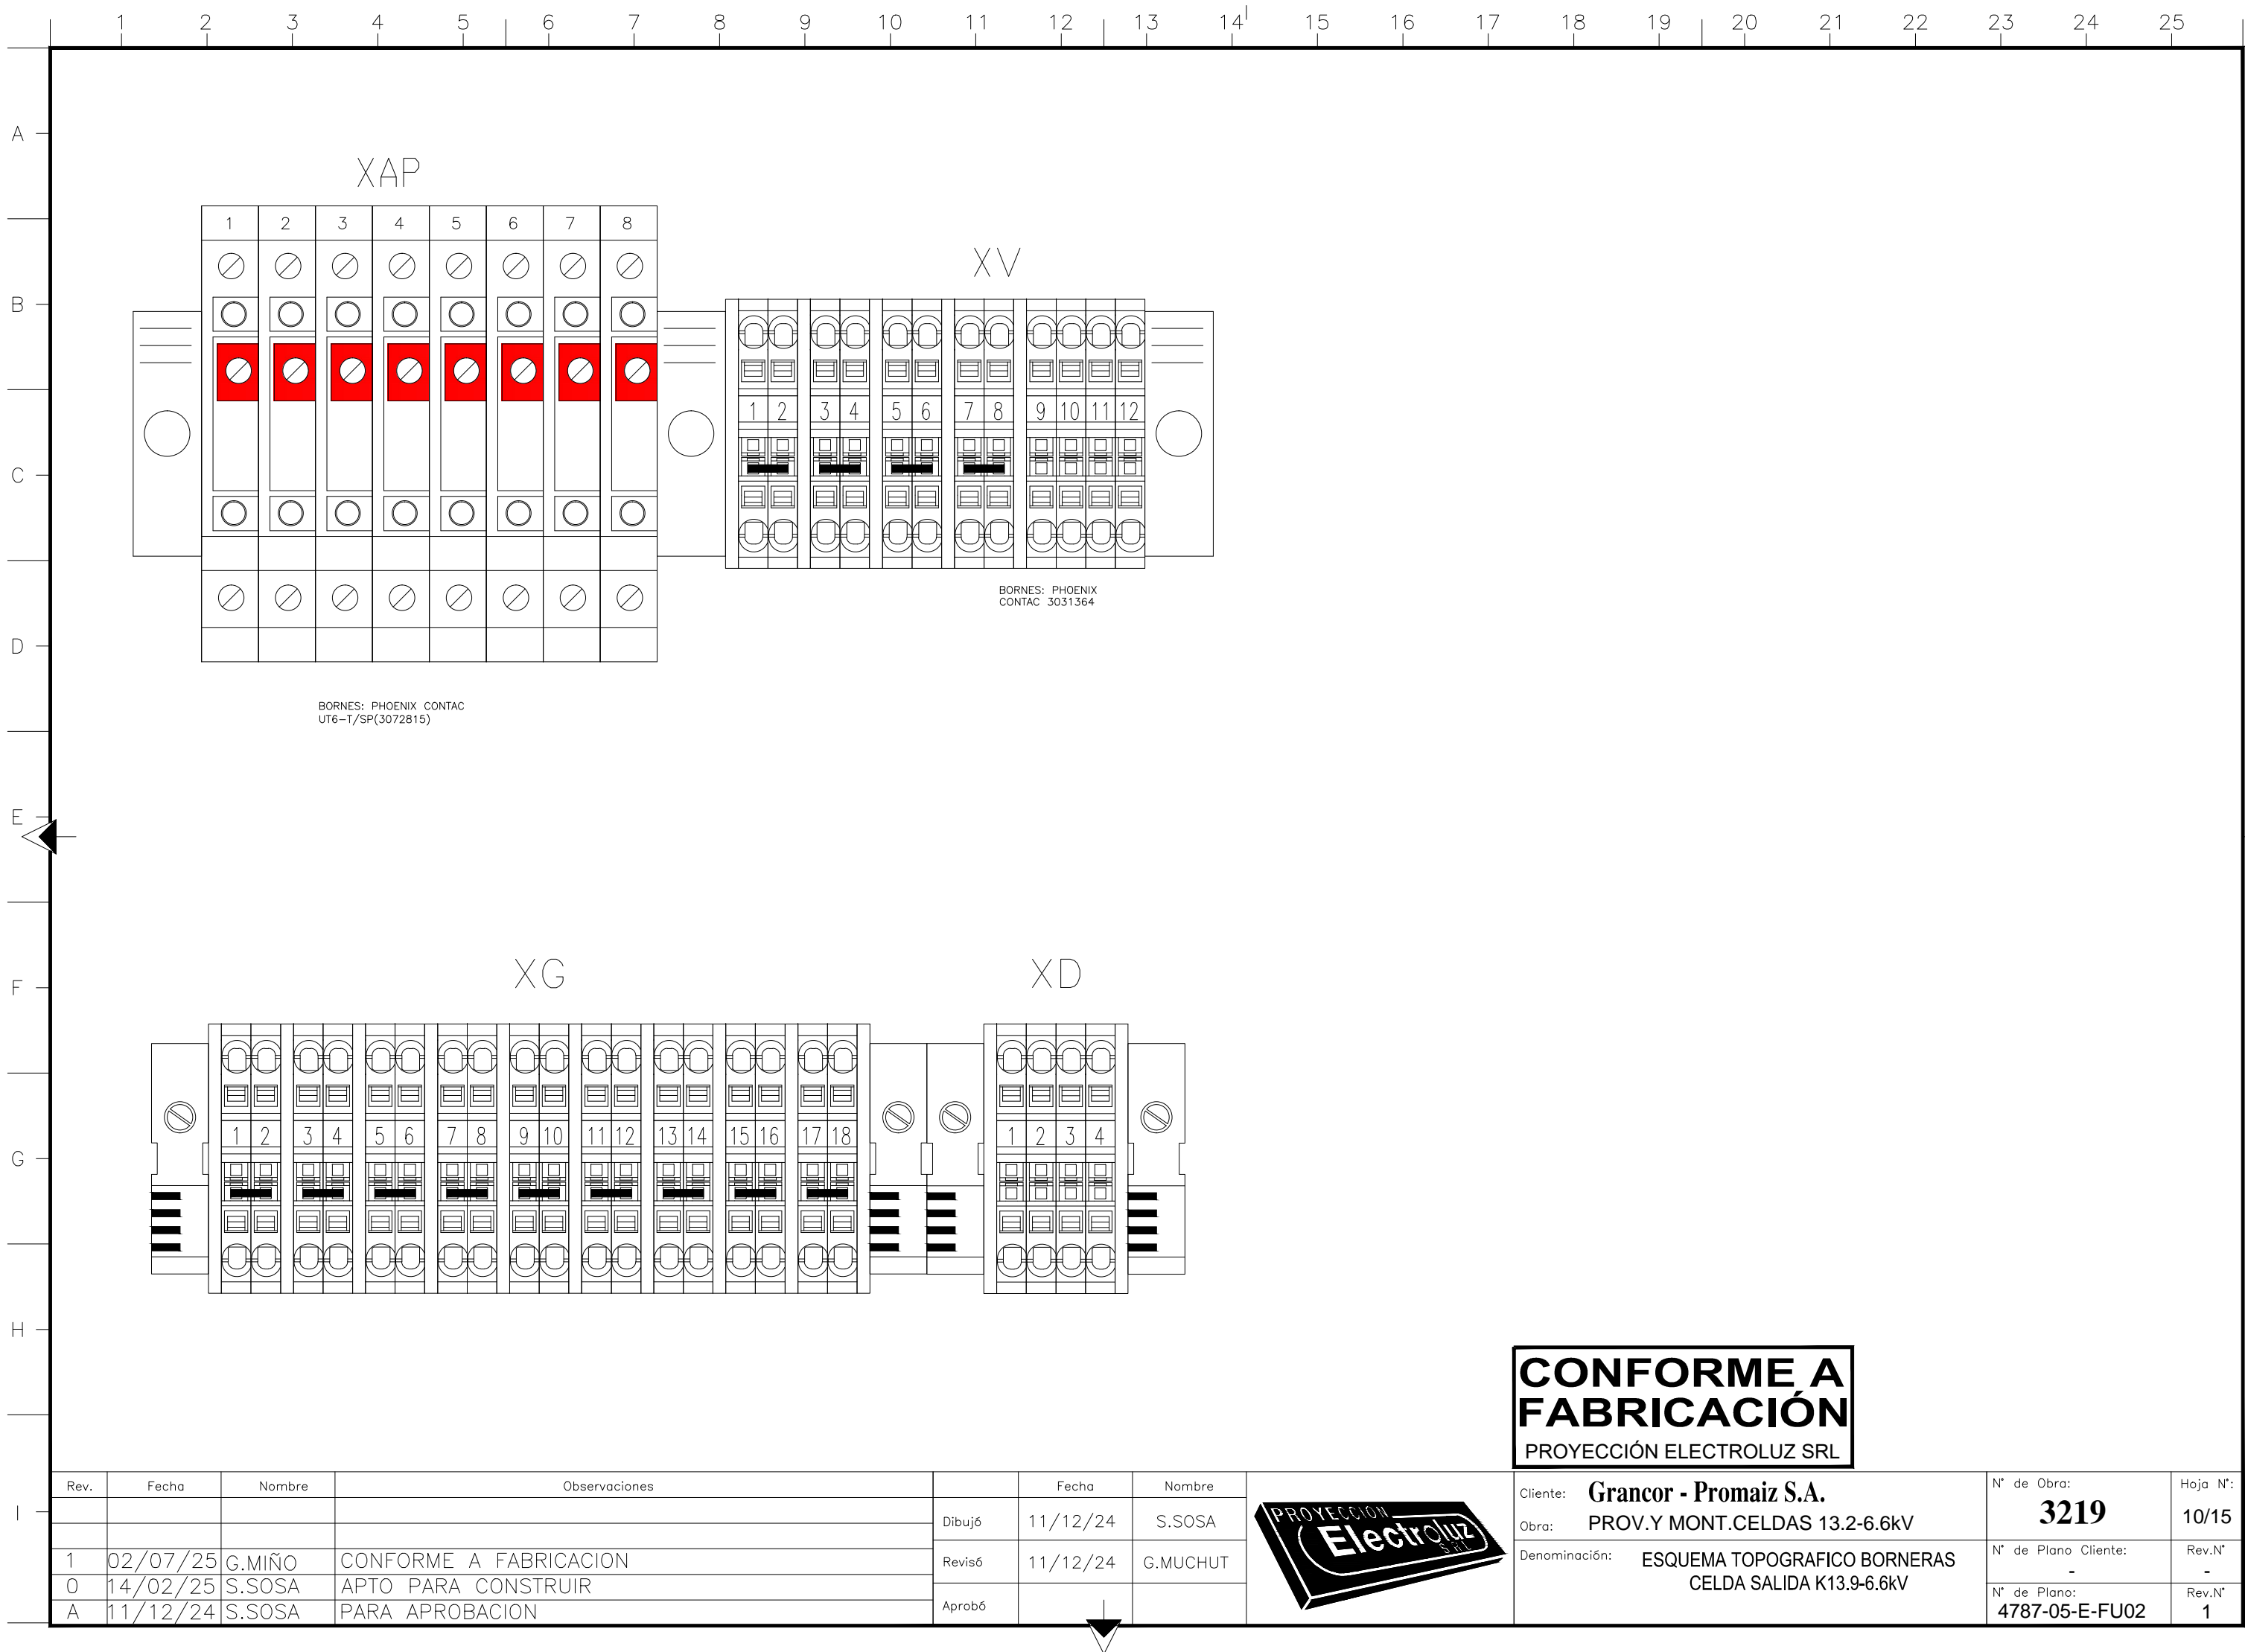 1 2 3 4 5 6 7 8 9 10 11 12 13 14 15 16 17 18 19 20 21 22 23 24 25
A
B
C
D
E
F
G
H
I
XAP
1 2 3 4 5 6 7 8
BORNES: PHOENIX CONTAC
UT6-T/SP(3072815)
XV
1 2 3 4 5 6 7 8 9 10 11 12
BORNES: PHOENIX
CONTAC 3031364
XG
1 2 3 4 5 6 7 8 9 10 11 12 13 14 15 16 17 18
XD
1 2 3 4
CONFORME A
FABRICACIÓN
PROYECCIÓN ELECTROLUZ SRL
Rev. Fecha Nombre Observaciones
1 02/07/25 G.MIÑO CONFORME A FABRICACION
0 14/02/25 S.SOSA APTO PARA CONSTRUIR
A 11/12/24 S.SOSA PARA APROBACION
Fecha Nombre
Dibujó 11/12/24 S.SOSA
Revisó 11/12/24 G.MUCHUT
Aprobó
PROYECCION
Electroluz
S.R.L.
Cliente: Grancor - Promaiz S.A.
Obra: PROV.Y MONT.CELDAS 13.2-6.6kV
Denominación: ESQUEMA TOPOGRAFICO BORNERAS
CELDA SALIDA K13.9-6.6kV
N° de Obra:
3219
Hoja N°:
10/15
N° de Plano Cliente:
-
Rev.N°
-
N° de Plano:
4787-05-E-FU02
Rev.N°
1